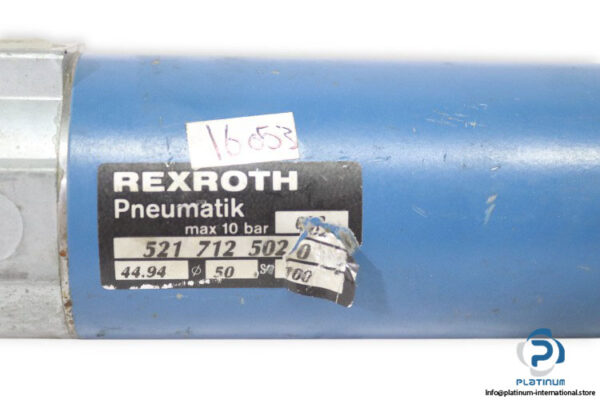 16053
REXROTH
Pneumatik
max 10 bar
521 712 502 0
44.94 ø 50 100
PLATINUM
info@platinum-international.store